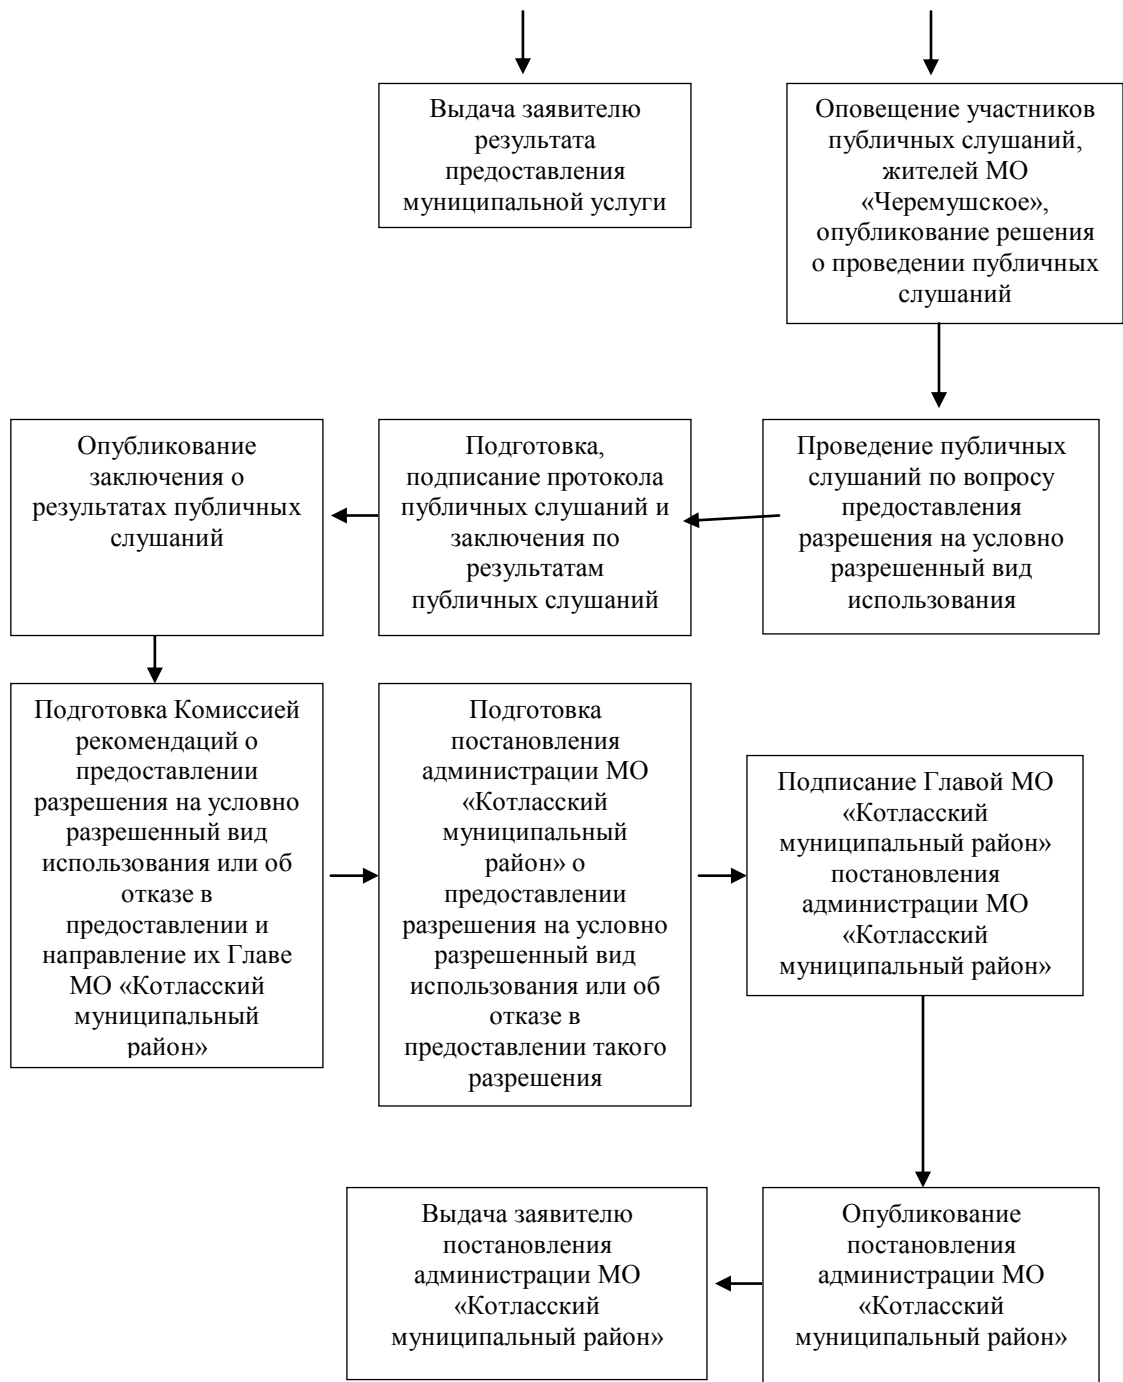 Выдача заявителю
результата
предоставления
муниципальной услуги
Оповещение участников
публичных слушаний,
жителей МО
«Черемушское»,
опубликование решения
о проведении публичных
слушаний
Опубликование
заключения о
результатах публичных
слушаний
Подготовка,
подписание протокола
публичных слушаний и
заключения по
результатам
публичных слушаний
Проведение публичных
слушаний по вопросу
предоставления
разрешения на условно
разрешенный вид
использования
Подготовка Комиссией
рекомендаций о
предоставлении
разрешения на условно
разрешенный вид
использования или об
отказе в
предоставлении и
направление их Главе
МО «Котласский
муниципальный
район»
Подготовка
постановления
администрации МО
«Котласский
муниципальный
район» о
предоставлении
разрешения на условно
разрешенный вид
использования или об
отказе в
предоставлении такого
разрешения
Подписание Главой МО
«Котласский
муниципальный район»
постановления
администрации МО
«Котласский
муниципальный район»
Выдача заявителю
постановления
администрации МО
«Котласский
муниципальный район»
Опубликование
постановления
администрации МО
«Котласский
муниципальный район»